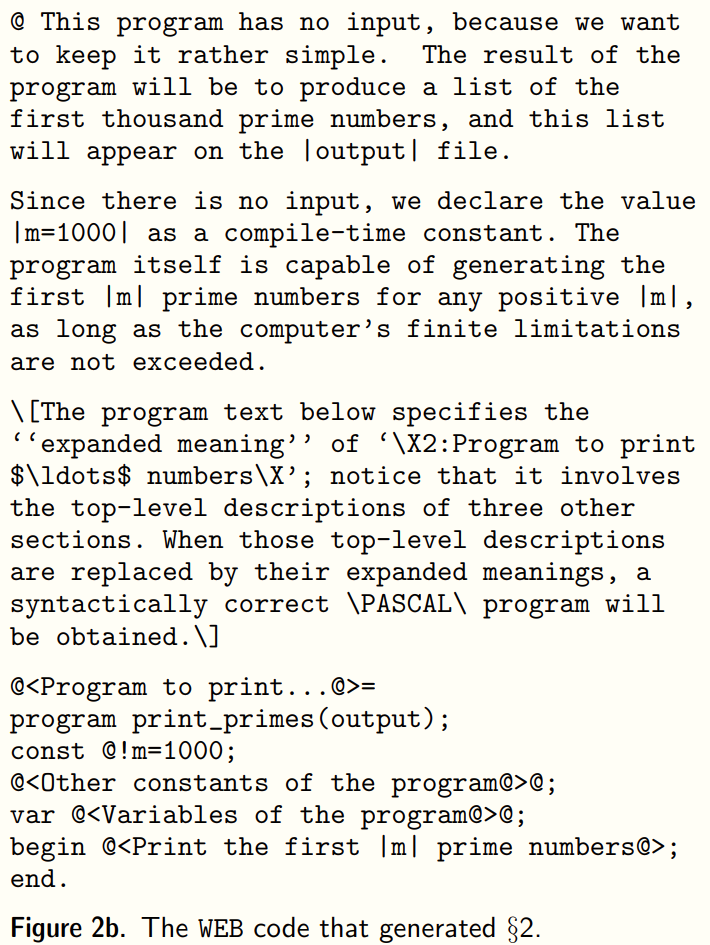 @ This program has no input, because we want
to keep it rather simple.  The result of the
program will be to produce a list of the
first thousand prime numbers, and this list
will appear on the |output| file.

Since there is no input, we declare the value
|m=1000| as a compile-time constant. The
program itself is capable of generating the
first |m| prime numbers for any positive |m|,
as long as the computer’s finite limitations
are not exceeded.

\[The program text below specifies the
‘‘expanded meaning’’ of ‘\X2:Program to print
$\ldots$ numbers\X’; notice that it involves
the top-level descriptions of three other
sections. When those top-level descriptions
are replaced by their expanded meanings, a
syntactically correct \PASCAL\ program will
be obtained.\]

@<Program to print...@>=
program print_primes(output);
const @!m=1000;
@<Other constants of the program@>@;
var @<Variables of the program@>@;
begin @<Print the first |m| prime numbers@>;
end.

Figure 2b. The WEB code that generated §2.